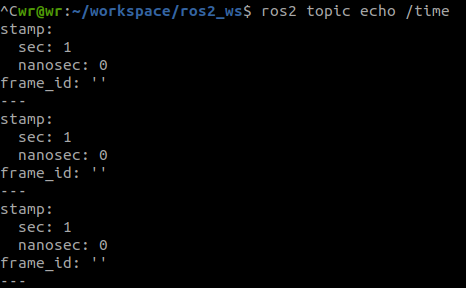 ^Cwr@wr:~/workspace/ros2_ws$ ros2 topic echo /time
stamp:
  sec: 1
  nanosec: 0
frame_id: ''
---
stamp:
  sec: 1
  nanosec: 0
frame_id: ''
---
stamp:
  sec: 1
  nanosec: 0
frame_id: ''
---